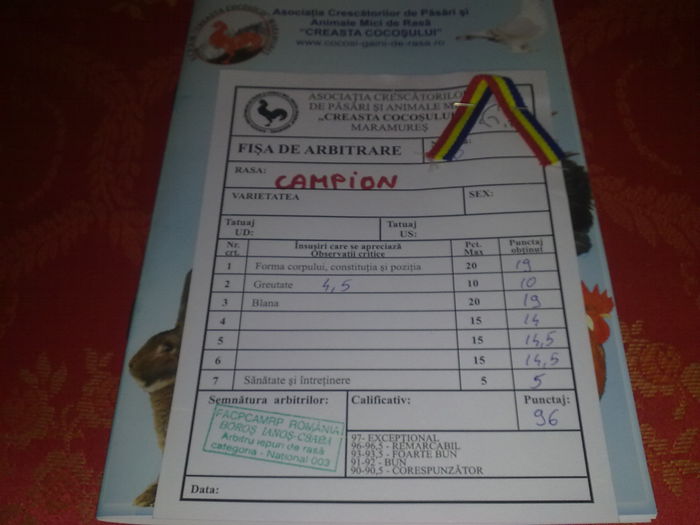 Asociația Crescătorilor de Păsări și
Animale Mici de Rasă
"CREASTA COCOȘULUI"
www.cocosi-gaini-de-rasa.ro
ASOCIAȚIA CRESCĂTORILOR
DE PĂSĂRI ȘI ANIMALE M
„CREASTA COCOȘULUI
MARAMUREȘ
FIȘA DE ARBITRARE
RASA: CAMPION
VARIETATEA SEX:
Tatuaj UD: Tatuaj US:
Nr. crt. Însușiri care se apreciază Observații critice Pct. Max Punctaj obținut
1 Forma corpului, constituția și poziția 20 19
2 Greutate 4,5 10 10
3 Blana 20 19
4 15 14
5 15 14,5
6 15 14,5
7 Sănătate și întreținere 5 5
Semnătura arbitrilor: Calificativ: Punctaj:
96
FACPCAMRP ROMÂNIA
BOROȘ IANOȘ-CSABA
Arbitru iepuri de rasă
categoria - National 003
97- EXCEPȚIONAL
96-96,5 - REMARCABIL
93-93,5 - FOARTE BUN
91-92 - BUN
90-90,5 - CORESPUNZĂTOR
Data: